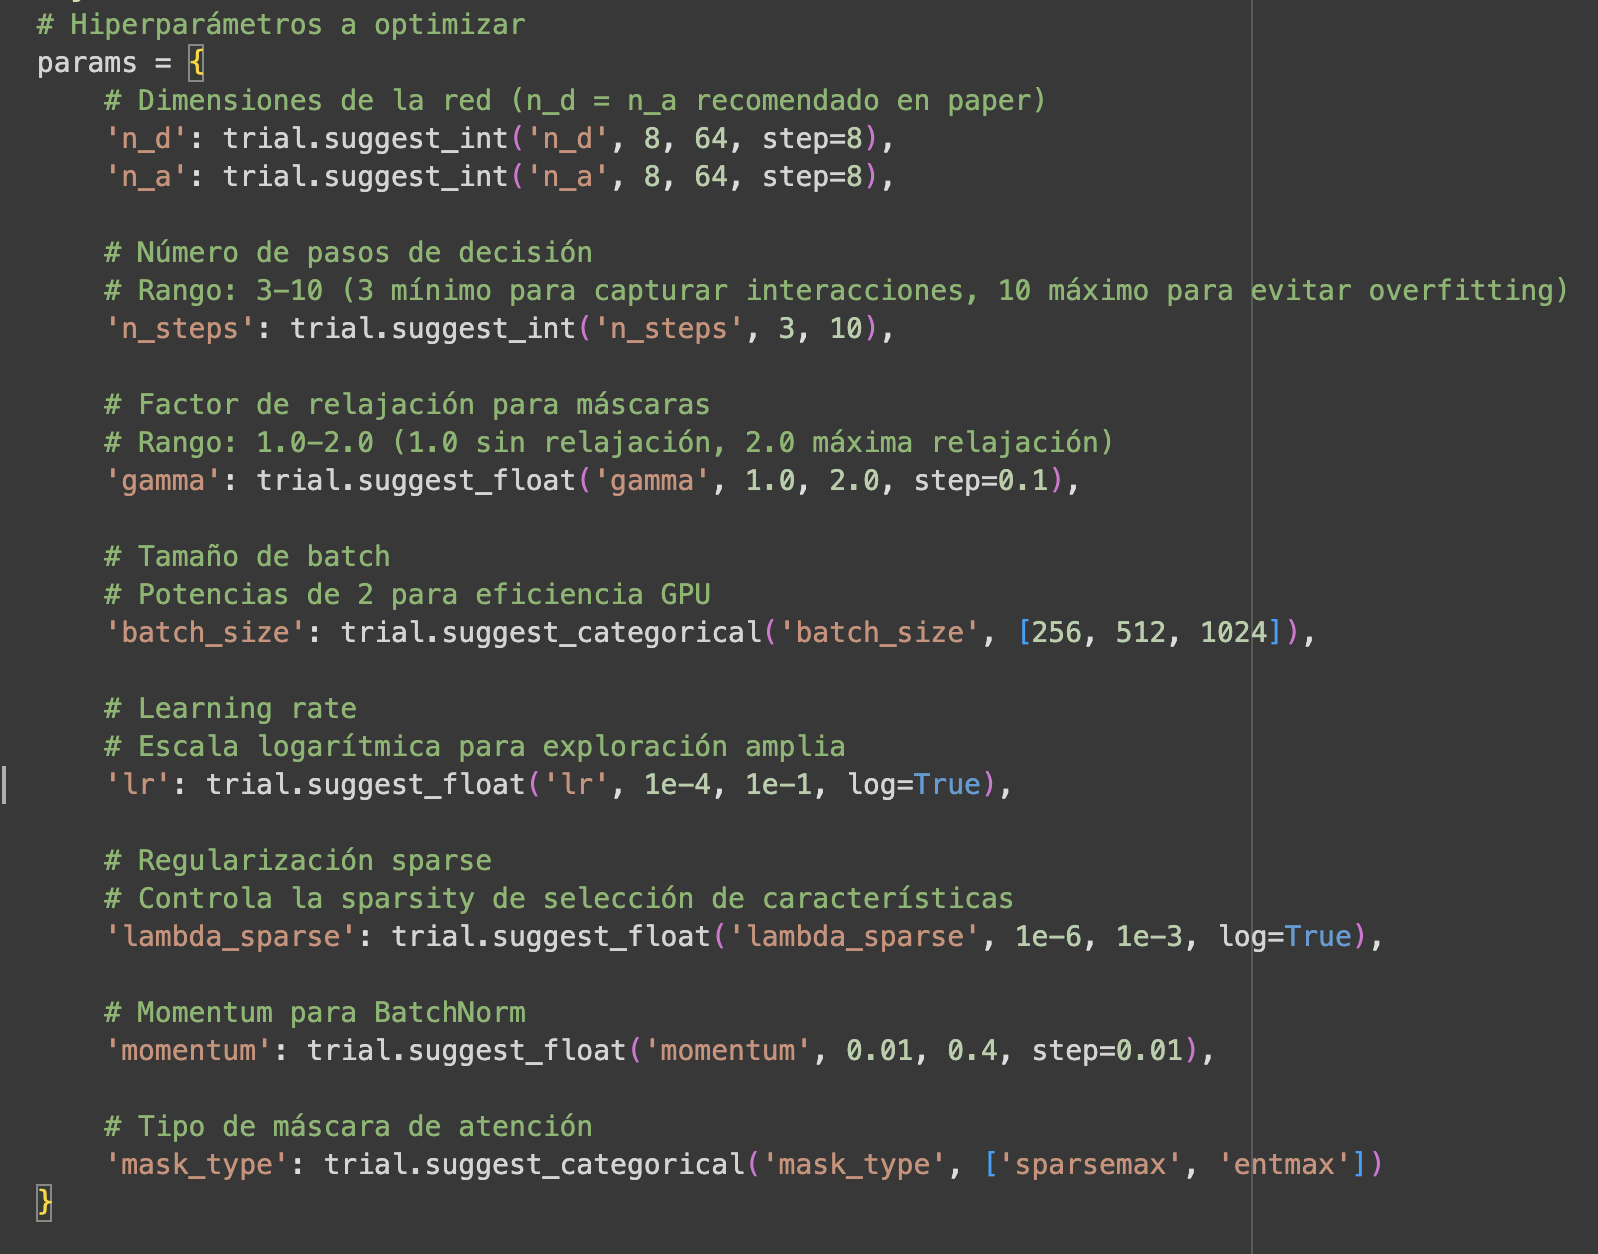 # Hiperparámetros a optimizar
params = {
    # Dimensiones de la red (n_d = n_a recomendado en paper)
    'n_d': trial.suggest_int('n_d', 8, 64, step=8),
    'n_a': trial.suggest_int('n_a', 8, 64, step=8),

    # Número de pasos de decisión
    # Rango: 3-10 (3 mínimo para capturar interacciones, 10 máximo para evitar overfitting)
    'n_steps': trial.suggest_int('n_steps', 3, 10),

    # Factor de relajación para máscaras
    # Rango: 1.0-2.0 (1.0 sin relajación, 2.0 máxima relajación)
    'gamma': trial.suggest_float('gamma', 1.0, 2.0, step=0.1),

    # Tamaño de batch
    # Potencias de 2 para eficiencia GPU
    'batch_size': trial.suggest_categorical('batch_size', [256, 512, 1024]),

    # Learning rate
    # Escala logarítmica para exploración amplia
    'lr': trial.suggest_float('lr', 1e-4, 1e-1, log=True),

    # Regularización sparse
    # Controla la sparsity de selección de características
    'lambda_sparse': trial.suggest_float('lambda_sparse', 1e-6, 1e-3, log=True),

    # Momentum para BatchNorm
    'momentum': trial.suggest_float('momentum', 0.01, 0.4, step=0.01),

    # Tipo de máscara de atención
    'mask_type': trial.suggest_categorical('mask_type', ['sparsemax', 'entmax'])
}